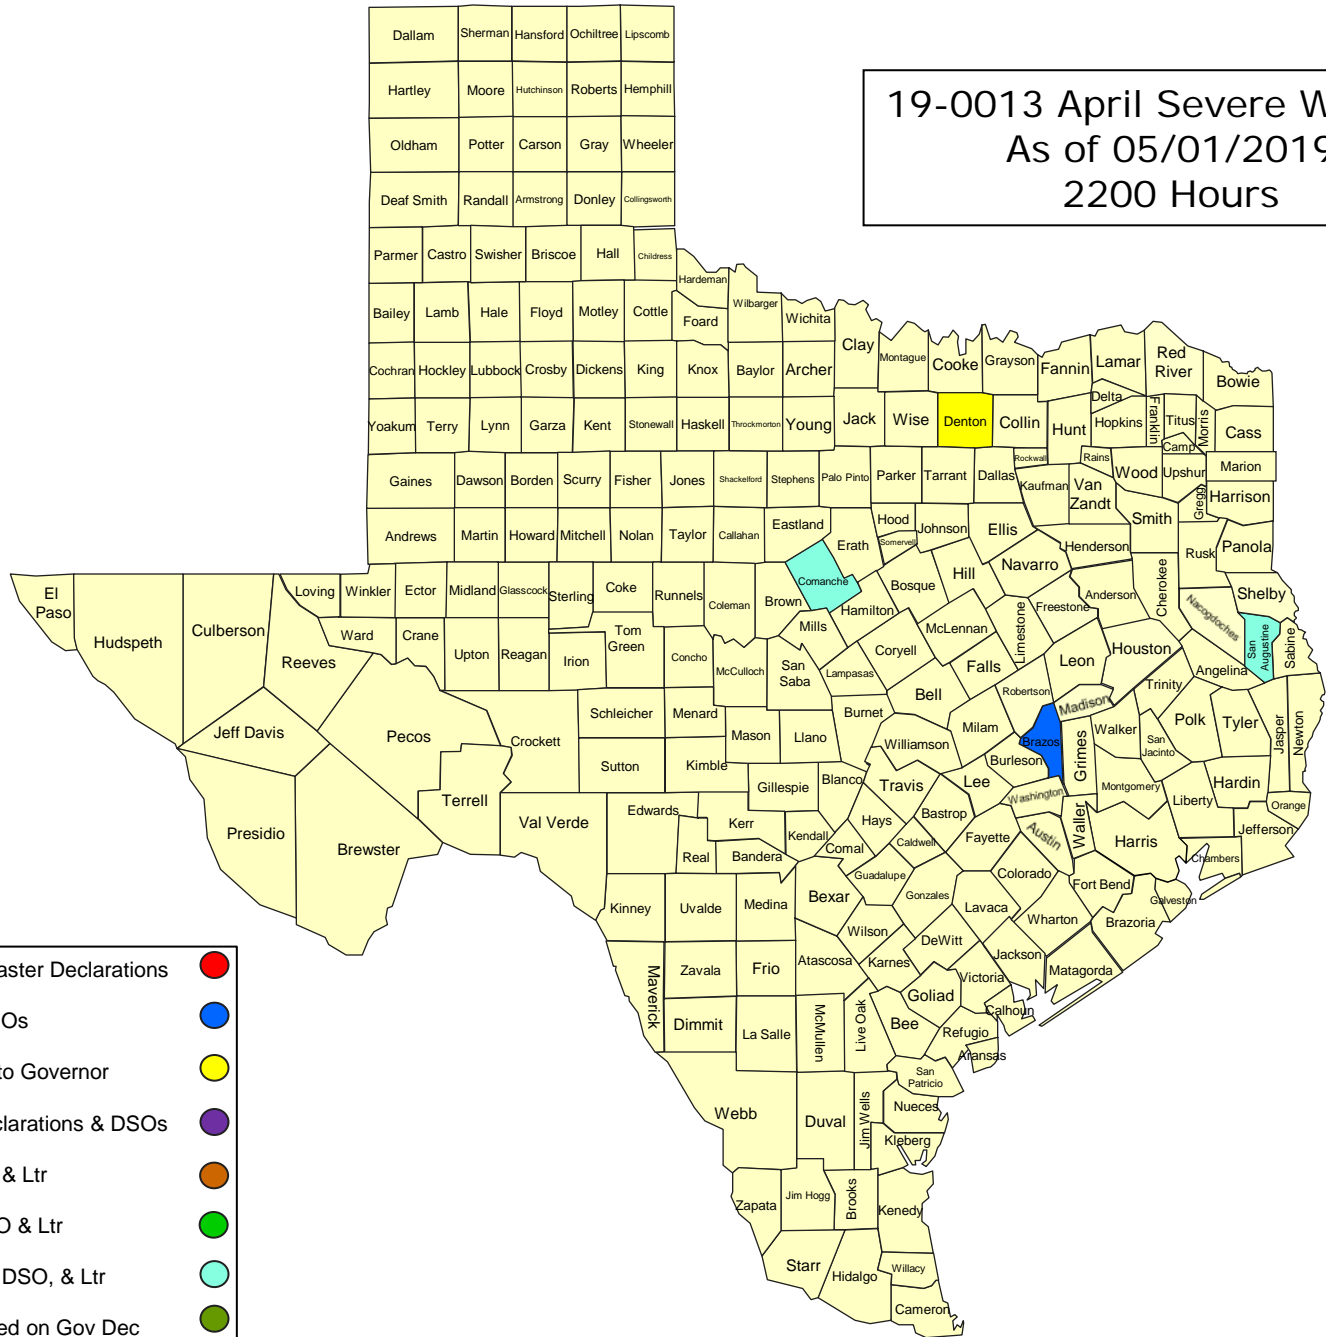 Dallam Sherman Hansford Ochiltree Lipscomb
Hartley Moore Hutchinson Roberts Hemphill
19-0013 April Severe W
As of 05/01/2019
2200 Hours
Oldham Potter Carson Gray Wheeler
Deaf Smith Randall Armstrong Donley Collingsworth
Parmer Castro Swisher Briscoe Hall Childress
Hardeman
Wilbarger
Bailey Lamb Hale Floyd Motley Cottle Foard Wichita
Clay Montague Cooke Grayson Fannin Lamar Red
River
Bowie
Cochran Hockley Lubbock Crosby Dickens King Knox Baylor Archer
Delta
Yoakum Terry Lynn Garza Kent Stonewall Haskell Throckmorton Young Jack Wise Denton Collin Hunt Hopkins Franklin Titus Morris Cass
Camp
Rockwall Rains Wood Upshur Marion
Gaines Dawson Borden Scurry Fisher Jones Shackelford Stephens Palo Pinto Parker Tarrant Dallas Kaufman Van
Zandt
Gregg Harrison
Andrews Martin Howard Mitchell Nolan Taylor Callahan Eastland Erath Hood Somervell Johnson Ellis Smith
Henderson Rusk Panola
El
Paso
Hudspeth Culberson Loving Winkler Ector Midland Glasscock Sterling Coke Runnels Coleman Brown Comanche Hamilton Bosque Hill Navarro Anderson Cherokee Shelby
Reeves Ward Crane Upton Reagan Irion Tom
Green
Concho McCulloch San
Saba
Mills Lampasas Coryell McLennan Limestone Freestone Nacogdoches San
Augustine
Sabine
Falls Leon Houston Angelina
Bell Robertson Madison Trinity
Jeff Davis Pecos Crockett Schleicher Menard Mason Llano Burnet Williamson Milam Brazos Grimes Walker San
Jacinto
Polk Tyler Jasper Newton
Sutton Kimble Gillespie Blanco Travis Lee Burleson Washington Montgomery Liberty Hardin
Orange
Presidio Brewster Terrell Val Verde Edwards Kerr Kendall Hays Bastrop Caldwell Fayette Austin Waller Harris Jefferson
Real Bandera Comal Chambers
Kinney Uvalde Medina Bexar Guadalupe Gonzales Lavaca Colorado Fort Bend Galveston
Wilson Wharton Brazoria
Maverick Zavala Frio Atascosa Karnes DeWitt Jackson Matagorda
Victoria
Goliad Calhoun
Dimmit La Salle McMullen Live Oak Bee Refugio
Aransas
San
Patricio
Webb Duval Jim Wells Nueces
Kleberg
Zapata Jim Hogg Brooks Kenedy
Starr Hidalgo Willacy
Cameron
aster Declarations
Os
to Governor
clarations & DSOs
& Ltr
O & Ltr
DSO, & Ltr
ed on Gov Dec